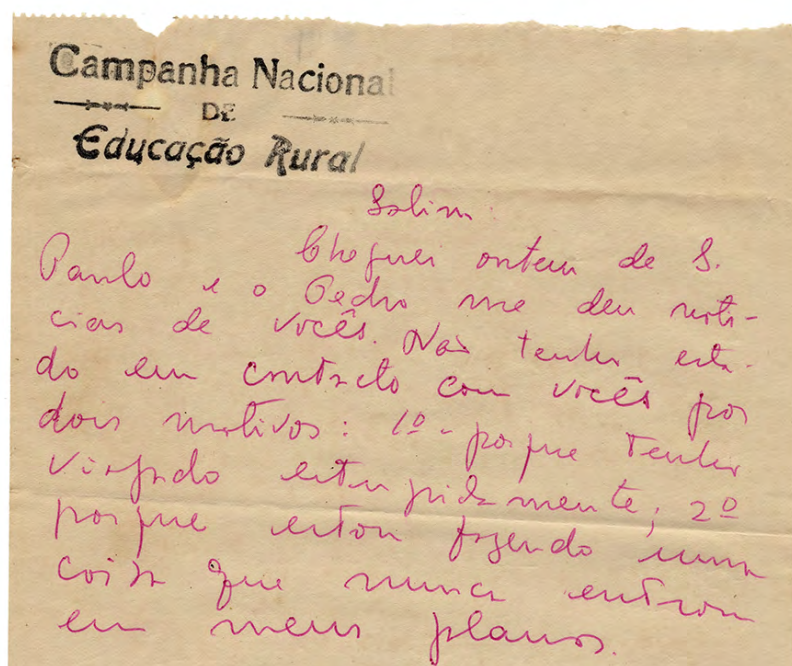 Campanha Nacional
DE
Educação Rural
Salim:
Cheguei ontem de S.
Paulo e o Pedro me deu notí-
cias de vocês. Não tenho esta-
do em contacto com vocês por
dois motivos: 1º - porque tenho
viajado estupidamente; 2º
porque estou fazendo uma
coisa que nunca entrou
em meus planos.